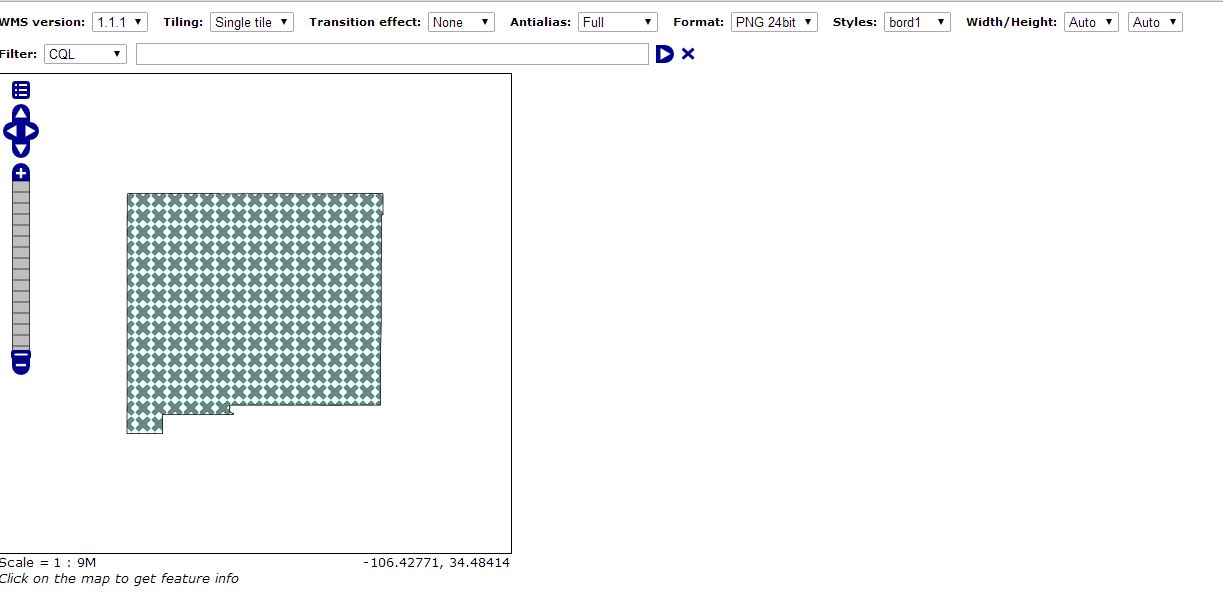 WMS version: 1.1.1 Tiling: Single tile Transition effect: None Antialias: Full Format: PNG 24bit Styles: bord1 Width/Height: Auto Auto
Filter: CQL
Scale = 1 : 9M -106.42771, 34.48414
Click on the map to get feature info